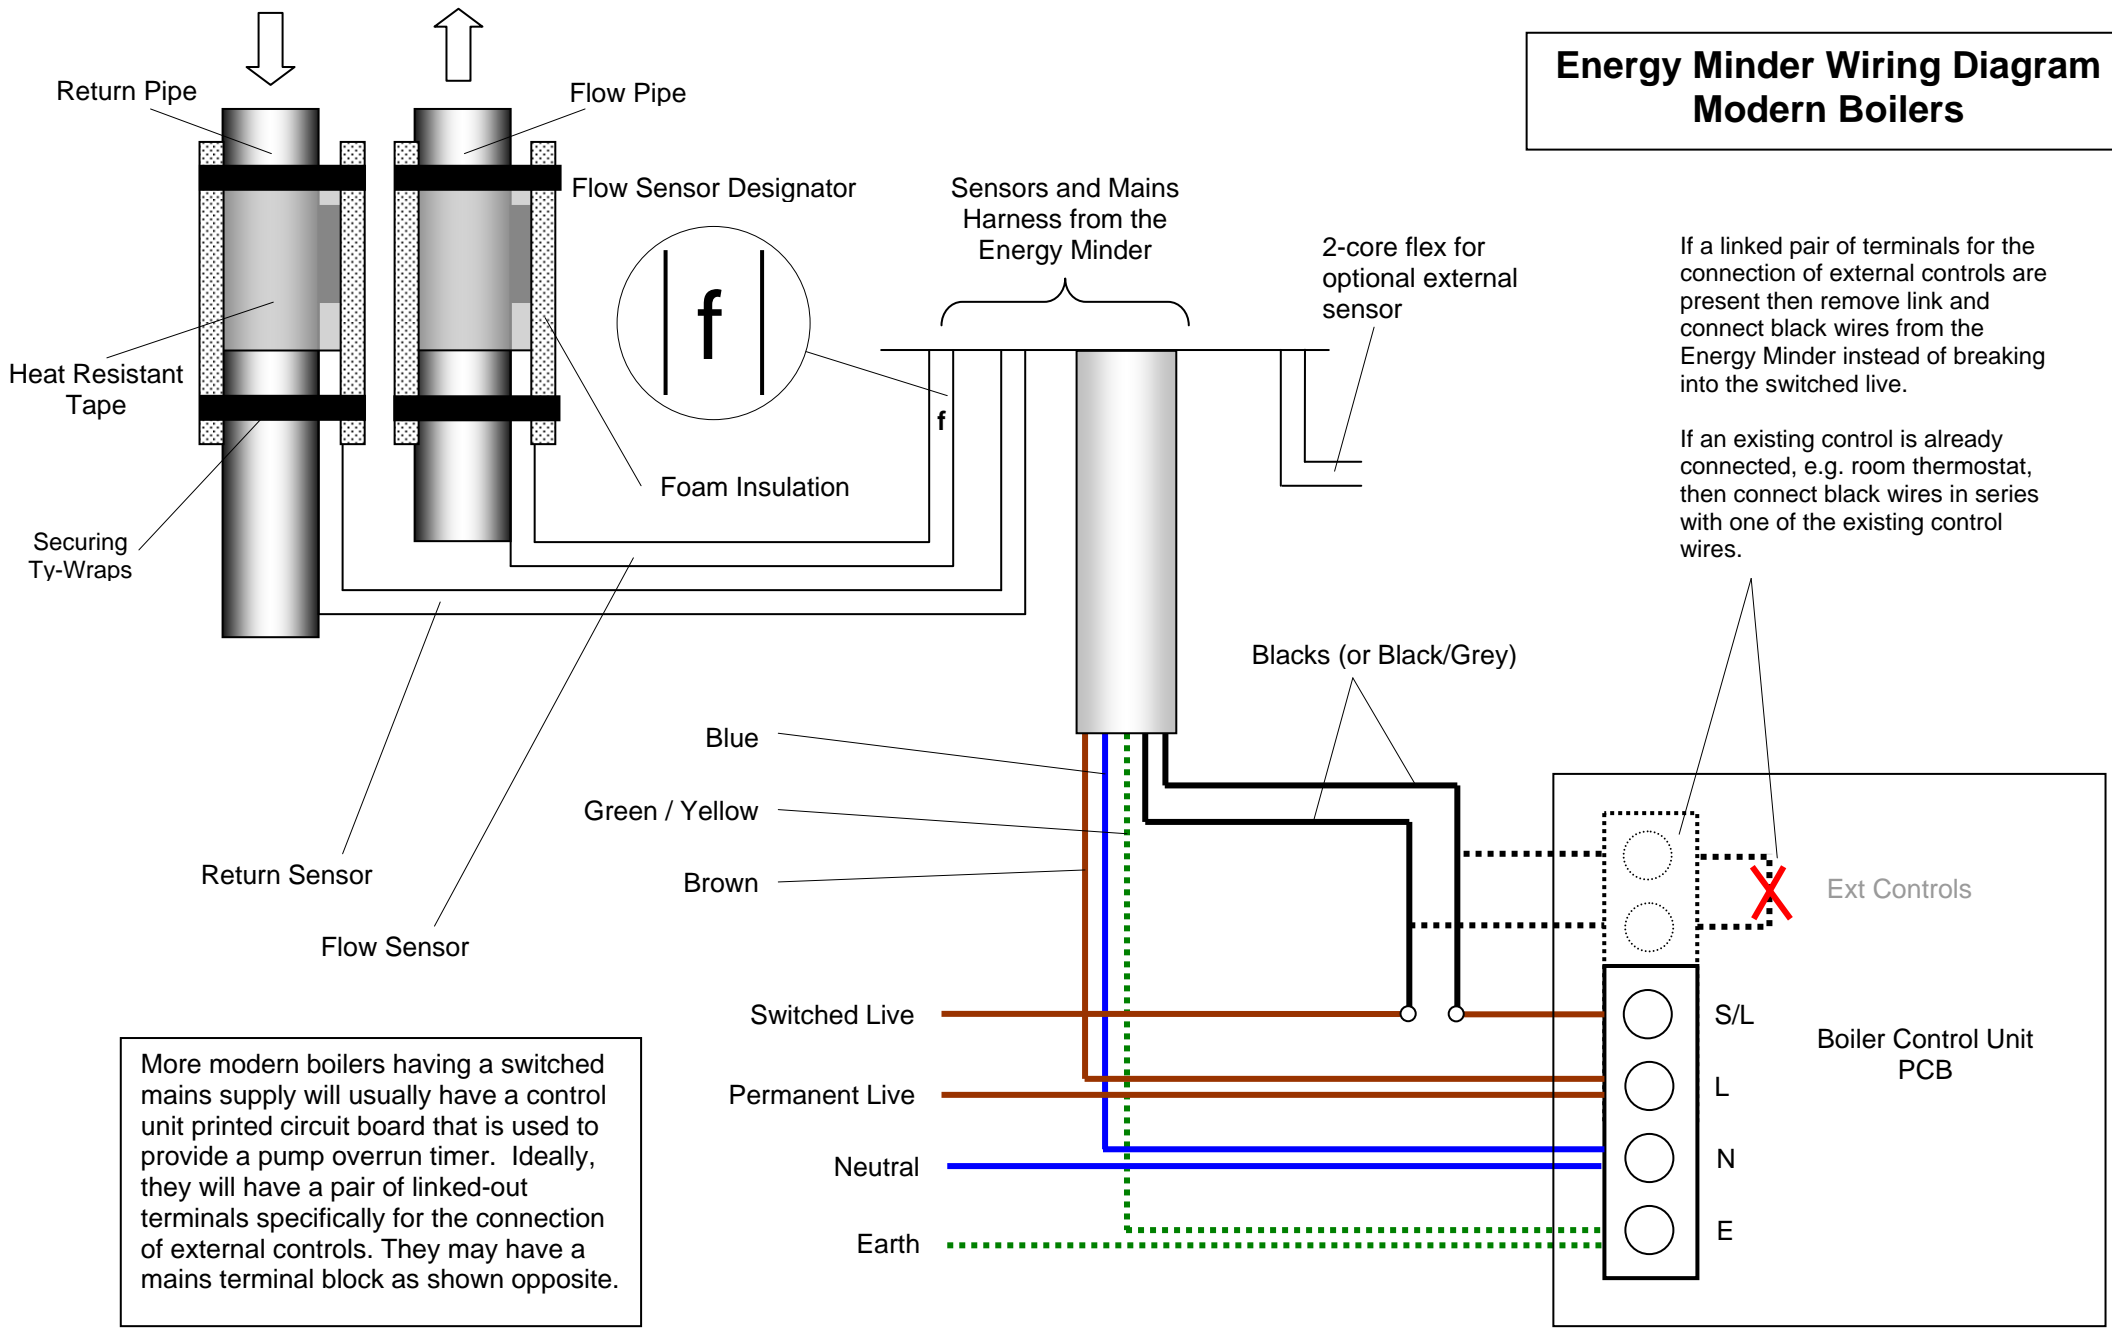 Energy Minder Wiring Diagram
Modern Boilers
Return Pipe
Flow Pipe
Flow Sensor Designator
f
Sensors and Mains
Harness from the
Energy Minder
2-core flex for
optional external
sensor
If a linked pair of terminals for the
connection of external controls are
present then remove link and
connect black wires from the
Energy Minder instead of breaking
into the switched live.
If an existing control is already
connected, e.g. room thermostat,
then connect black wires in series
with one of the existing control
wires.
Heat Resistant
Tape
f
Foam Insulation
Securing
Ty-Wraps
Blacks (or Black/Grey)
Blue
Green / Yellow
Brown
Return Sensor
Flow Sensor
Ext Controls
Switched Live
S/L
Permanent Live
L
Neutral
N
Earth
E
Boiler Control Unit
PCB
More modern boilers having a switched
mains supply will usually have a control
unit printed circuit board that is used to
provide a pump overrun timer.  Ideally,
they will have a pair of linked-out
terminals specifically for the connection
of external controls. They may have a
mains terminal block as shown opposite.